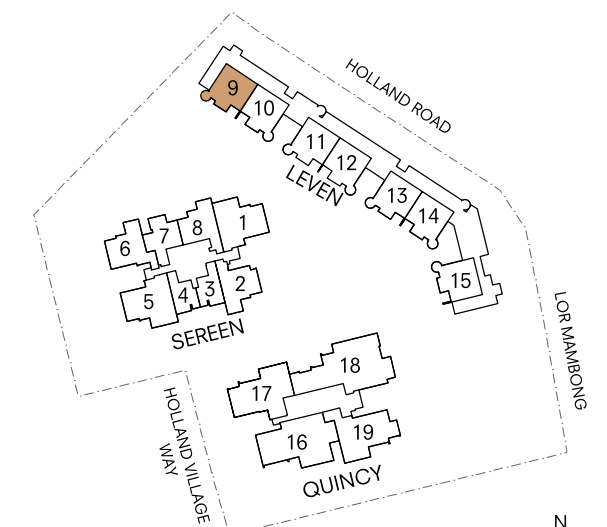 HOLLAND ROAD
9
10
11
12
LEVEN
13
14
15
LOR MAMBONG
6
7
8
1
5
4
3
2
SEREEN
18
17
16
19
QUINCY
HOLLAND VILLAGE
WAY
N